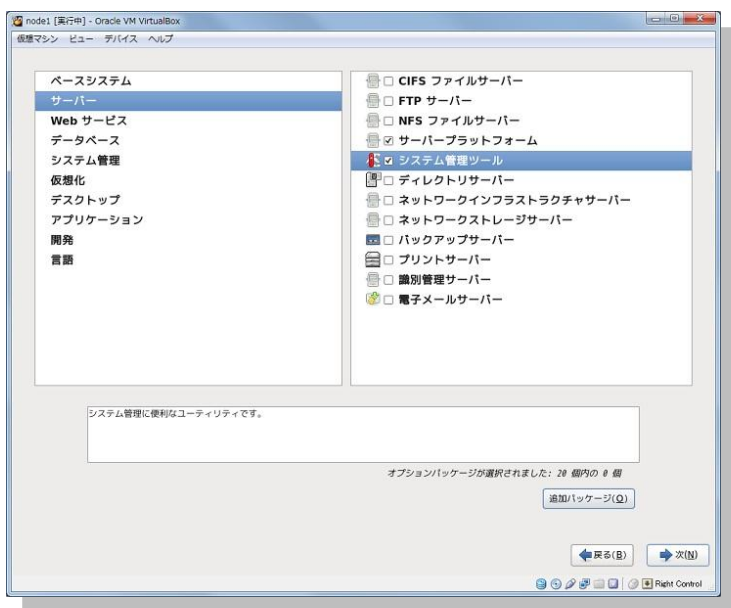 node1 [実行中] - Oracle VM VirtualBox
仮想マシン ビュー デバイス ヘルプ
ベースシステム
サーバー
Web サービス
データベース
システム管理
仮想化
デスクトップ
アプリケーション
開発
言語
CIFS ファイルサーバー
FTP サーバー
NFS ファイルサーバー
サーバープラットフォーム
システム管理ツール
ディレクトリサーバー
ネットワークインフラストラクチャサーバー
ネットワークストレージサーバー
バックアップサーバー
プリントサーバー
識別管理サーバー
電子メールサーバー
システム管理に便利なユーティリティです。
オプションパッケージが選択されました: 20 個内の 0 個
追加パッケージ(O)
戻る(B)
次(N)
Right Control